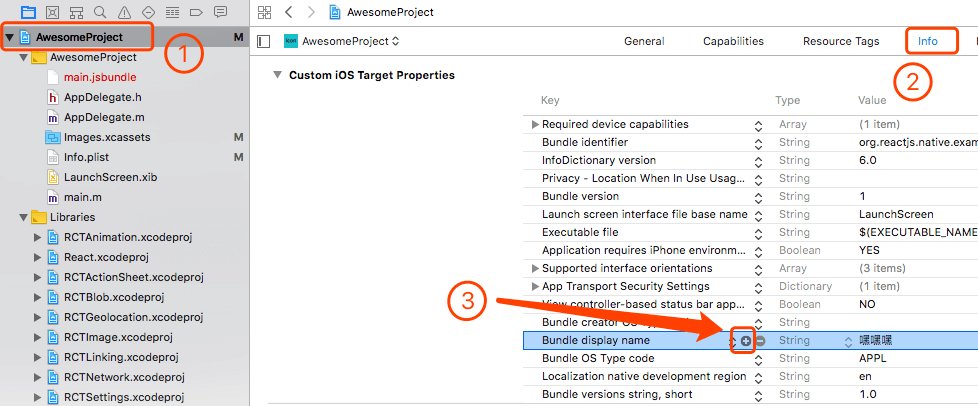 AwesomeProject
AwesomeProject M
AwesomeProject
main.jsbundle
AppDelegate.h
AppDelegate.m
Images.xcassets M
Info.plist M
LaunchScreen.xib
main.m
Libraries
RCTAnimation.xcodeproj
React.xcodeproj
RCTActionSheet.xcodeproj
RCTBlob.xcodeproj
RCTGeolocation.xcodeproj
RCTImage.xcodeproj
RCTLinking.xcodeproj
RCTNetwork.xcodeproj
RCTSettings.xcodeproj
1
AwesomeProject
General Capabilities Resource Tags Info
2
Custom iOS Target Properties
Key Type Value
Required device capabilities Array (1 item)
Bundle identifier String org.reactjs.native.exam
InfoDictionary version String 6.0
Privacy - Location When In Use Usag... String
Bundle version String 1
Launch screen interface file base name String LaunchScreen
Executable file String $(EXECUTABLE_NAME
Application requires iPhone environm... Boolean YES
Supported interface orientations Array (3 items)
App Transport Security Settings Dictionary (1 item)
View controller-based status bar app... Boolean NO
3
Bundle creator String
Bundle display name String 嘿嘿嘿
Bundle OS Type code String APPL
Localization native development region String en
Bundle versions string, short String 1.0